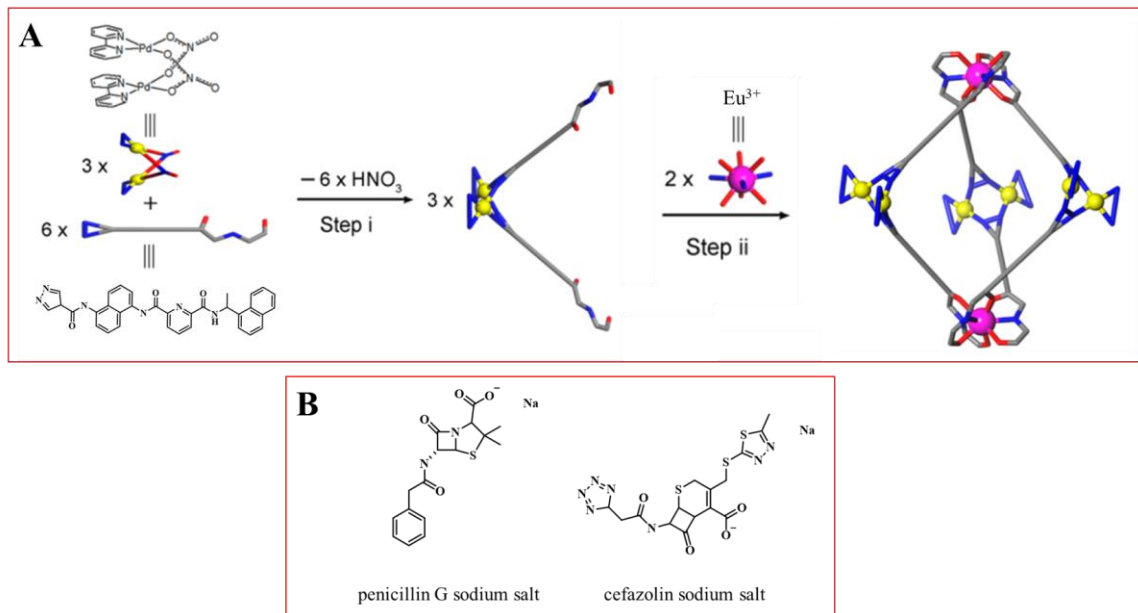 A
Eu³⁺
3 x
– 6 x HNO₃
3 x
2 x
+
Step i
Step ii
6 x
B
Na
Na
penicillin G sodium salt
cefazolin sodium salt